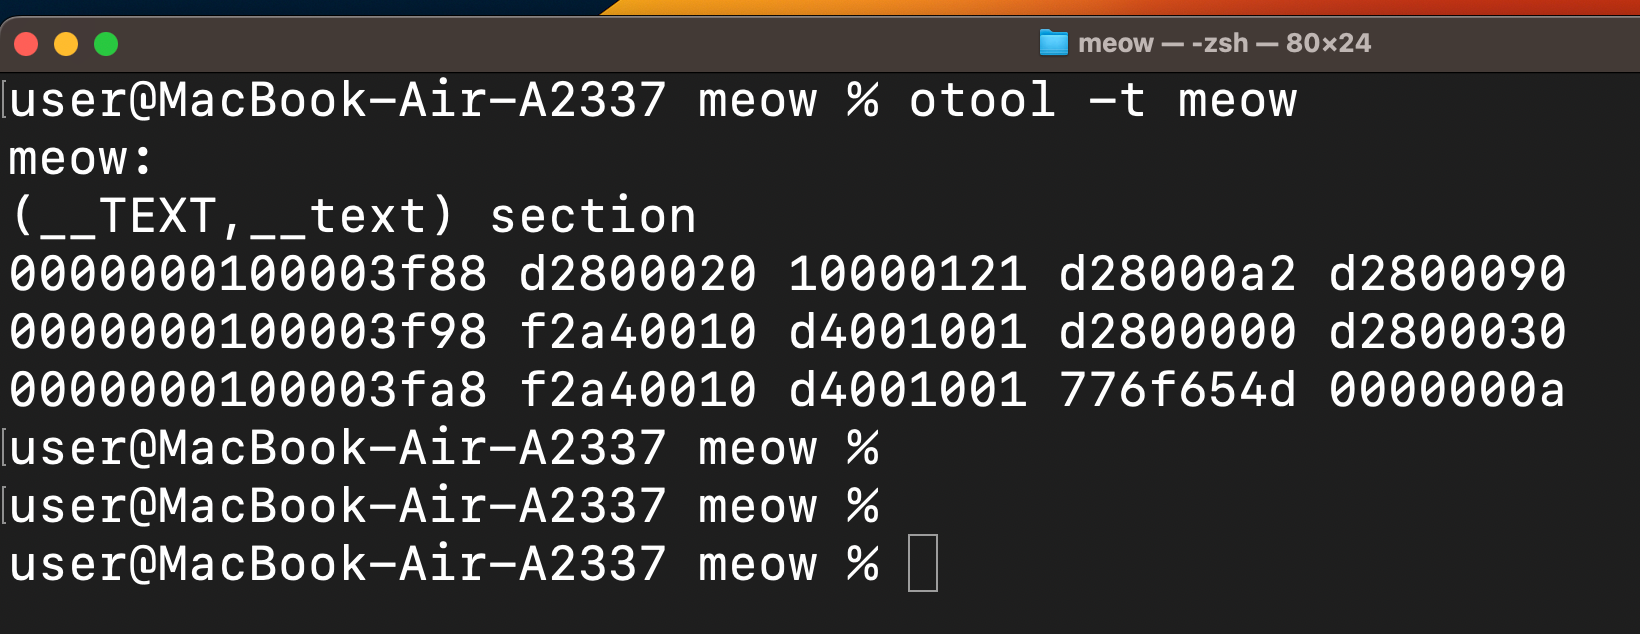 meow — -zsh — 80×24
user@MacBook-Air-A2337 meow % otool -t meow
meow:
(__TEXT,__text) section
0000000100003f88 d2800020 10000121 d28000a2 d2800090
0000000100003f98 f2a40010 d4001001 d2800000 d2800030
0000000100003fa8 f2a40010 d4001001 776f654d 0000000a
user@MacBook-Air-A2337 meow %
user@MacBook-Air-A2337 meow %
user@MacBook-Air-A2337 meow %